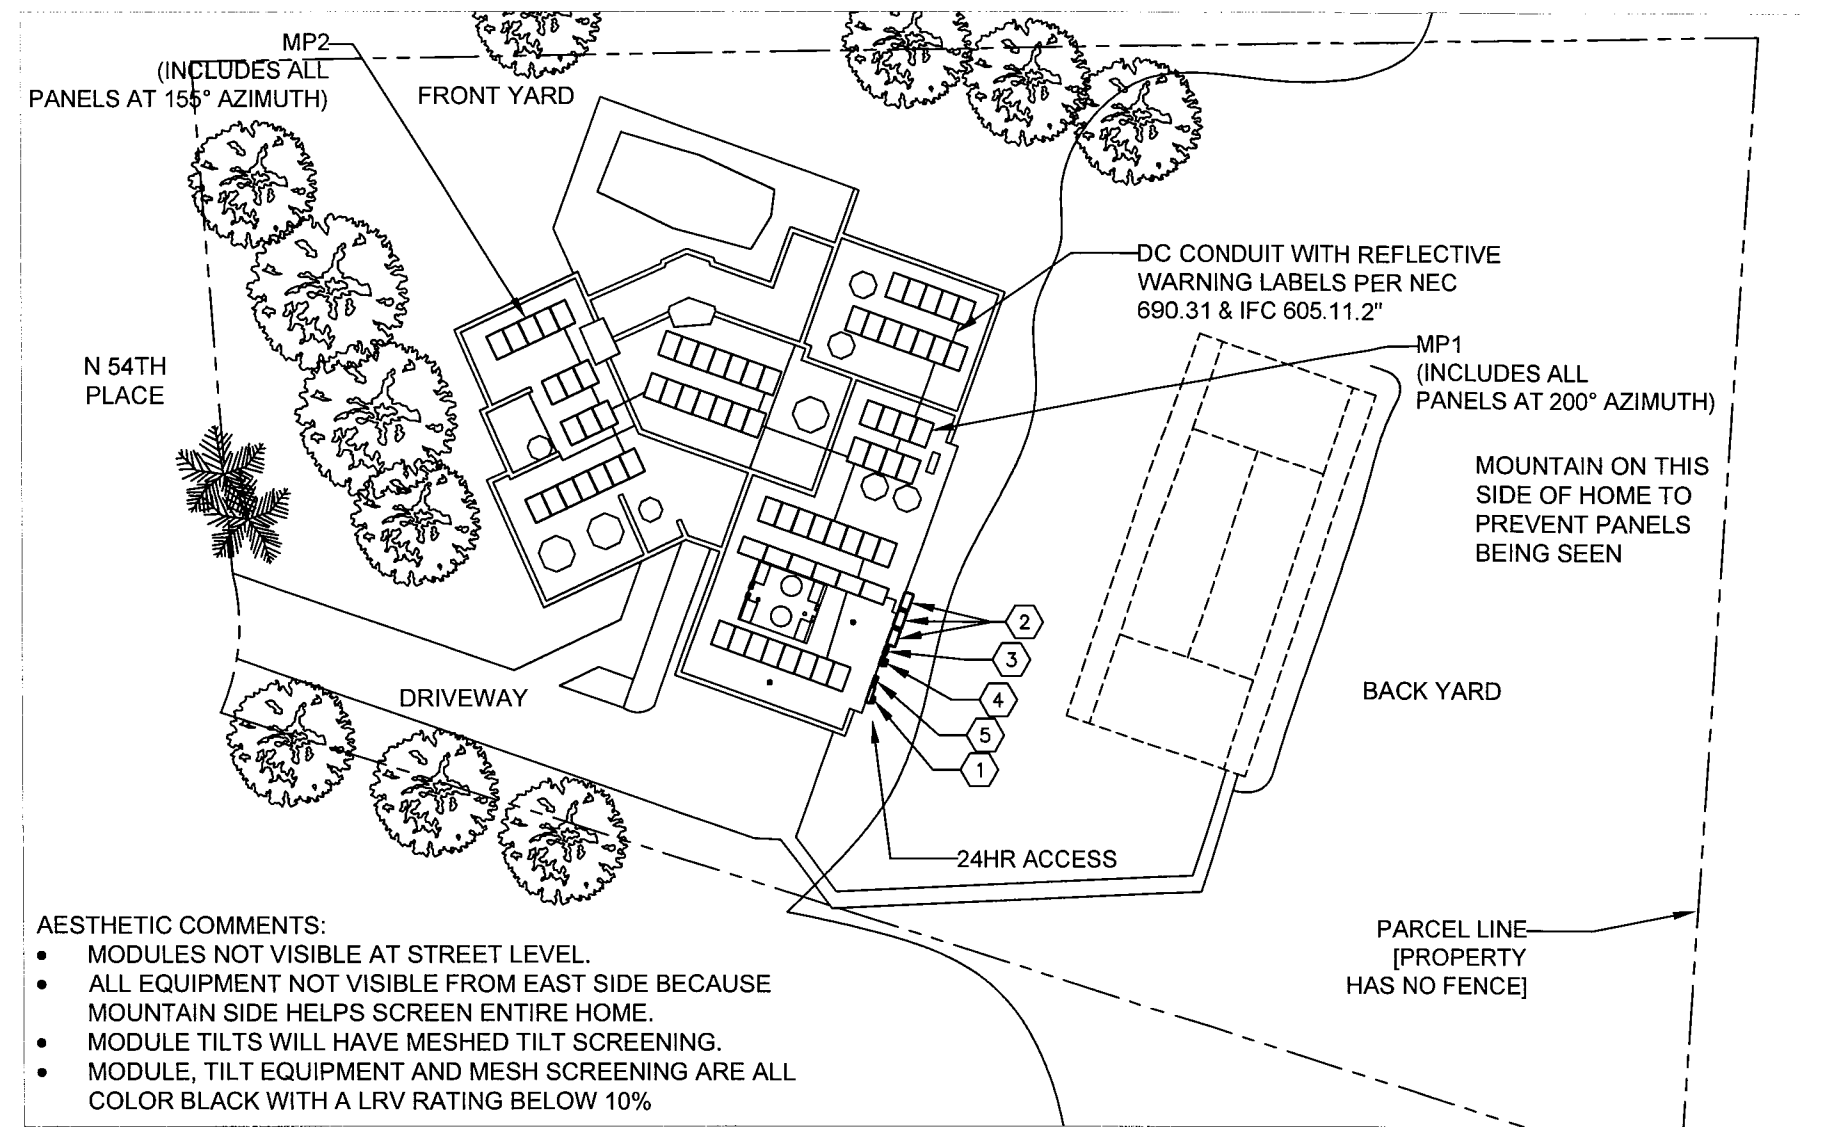 MP2
(INCLUDES ALL
PANELS AT 155° AZIMUTH)
FRONT YARD
DC CONDUIT WITH REFLECTIVE
WARNING LABELS PER NEC
690.31 & IFC 605.11.2"
MP1
(INCLUDES ALL
PANELS AT 200° AZIMUTH)
N 54TH
PLACE
MOUNTAIN ON THIS
SIDE OF HOME TO
PREVENT PANELS
BEING SEEN
2
3
4
5
1
DRIVEWAY
BACK YARD
24HR ACCESS
PARCEL LINE
[PROPERTY
HAS NO FENCE]
AESTHETIC COMMENTS:
• MODULES NOT VISIBLE AT STREET LEVEL.
• ALL EQUIPMENT NOT VISIBLE FROM EAST SIDE BECAUSE
MOUNTAIN SIDE HELPS SCREEN ENTIRE HOME.
• MODULE TILTS WILL HAVE MESHED TILT SCREENING.
• MODULE, TILT EQUIPMENT AND MESH SCREENING ARE ALL
COLOR BLACK WITH A LRV RATING BELOW 10%